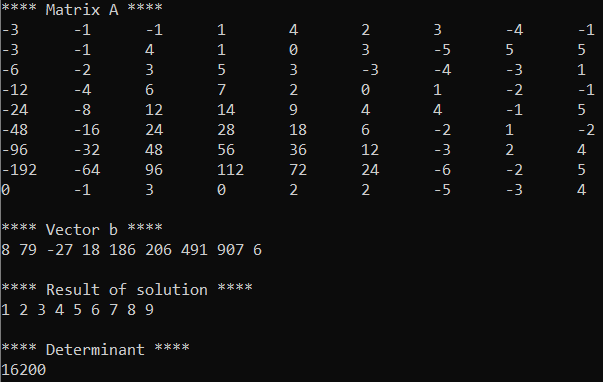 **** Matrix A ****
-3 -1 -1 1 4 2 3 -4 -1
-3 -1 4 1 0 3 -5 5 5
-6 -2 3 5 3 -3 -4 -3 1
-12 -4 6 7 2 0 1 -2 -1
-24 -8 12 14 9 4 4 -1 5
-48 -16 24 28 18 6 -2 1 -2
-96 -32 48 56 36 12 -3 2 4
-192 -64 96 112 72 24 -6 -2 5
0 -1 3 0 2 2 -5 -3 4
**** Vector b ****
8 79 -27 18 186 206 491 907 6
**** Result of solution ****
1 2 3 4 5 6 7 8 9
**** Determinant ****
16200